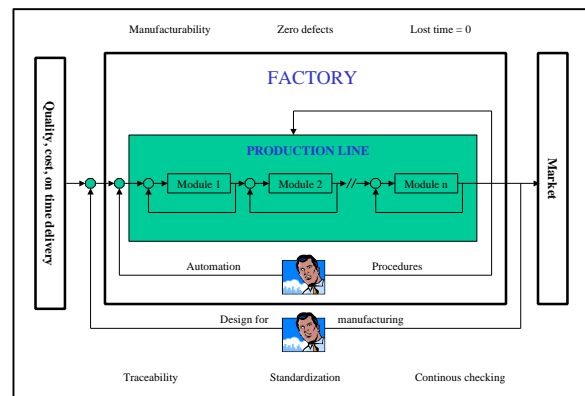 Manufacturability Zero defects Lost time = 0
FACTORY
Quality, cost, on time delivery
PRODUCTION LINE
Module 1 Module 2 // Module n
Market
Automation Procedures
Design for manufacturing
Traceability Standardization Continous checking